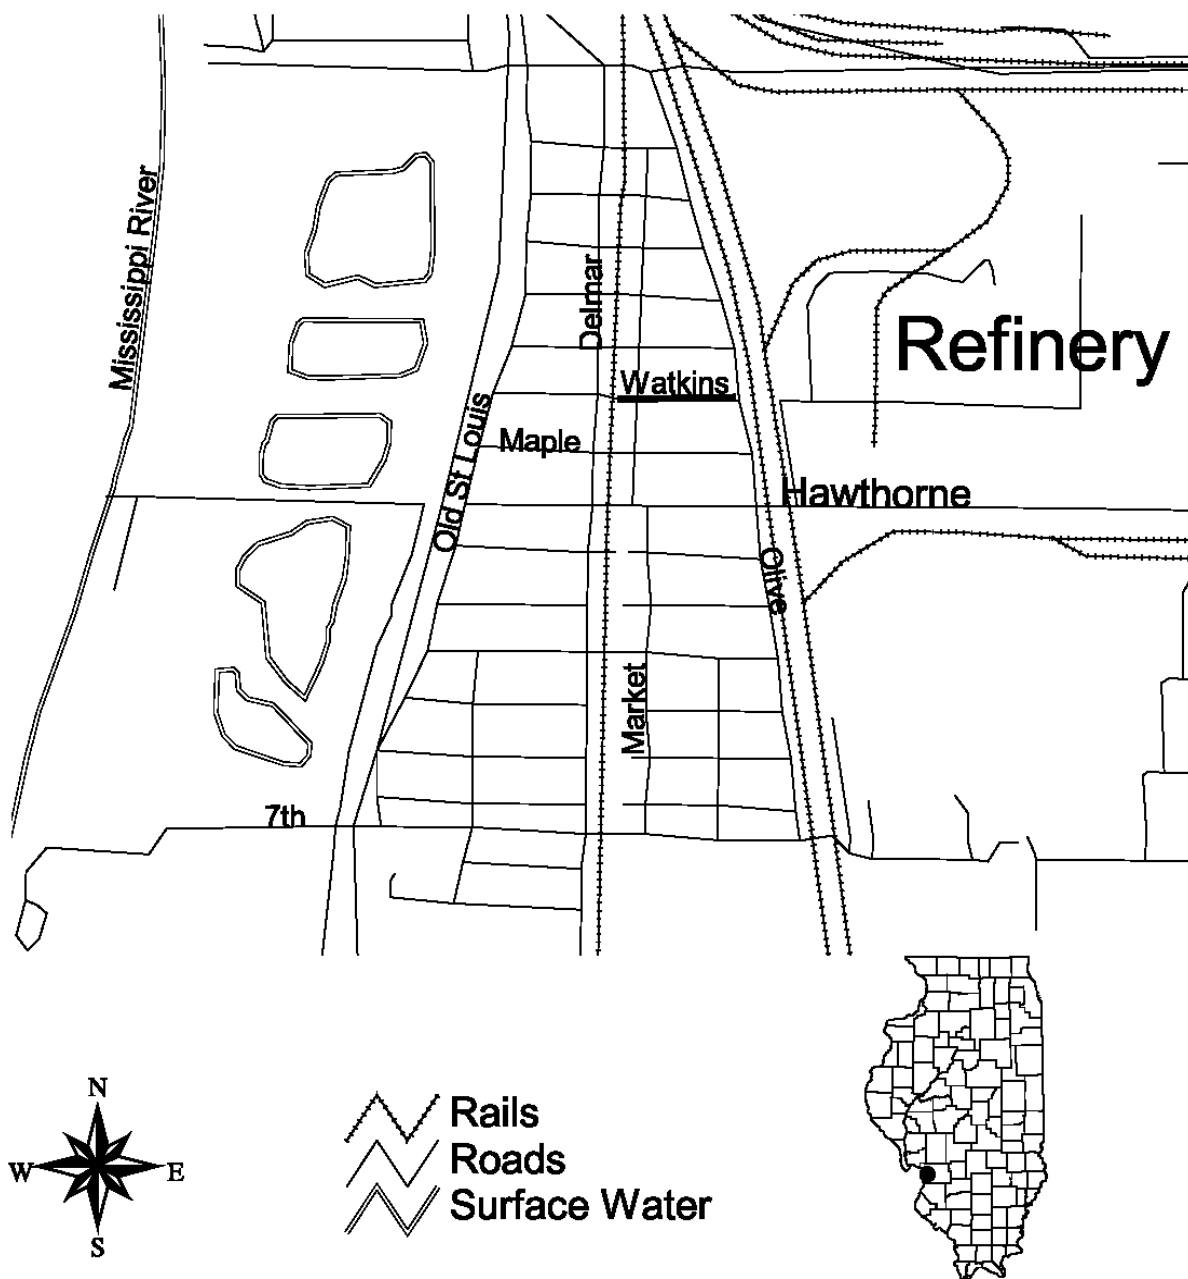 Mississippi River
Delmar
Refinery
Watkins
Old St Louis
Maple
Hawthorne
Olive
Market
7th
N
W
E
S
Rails
Roads
Surface Water